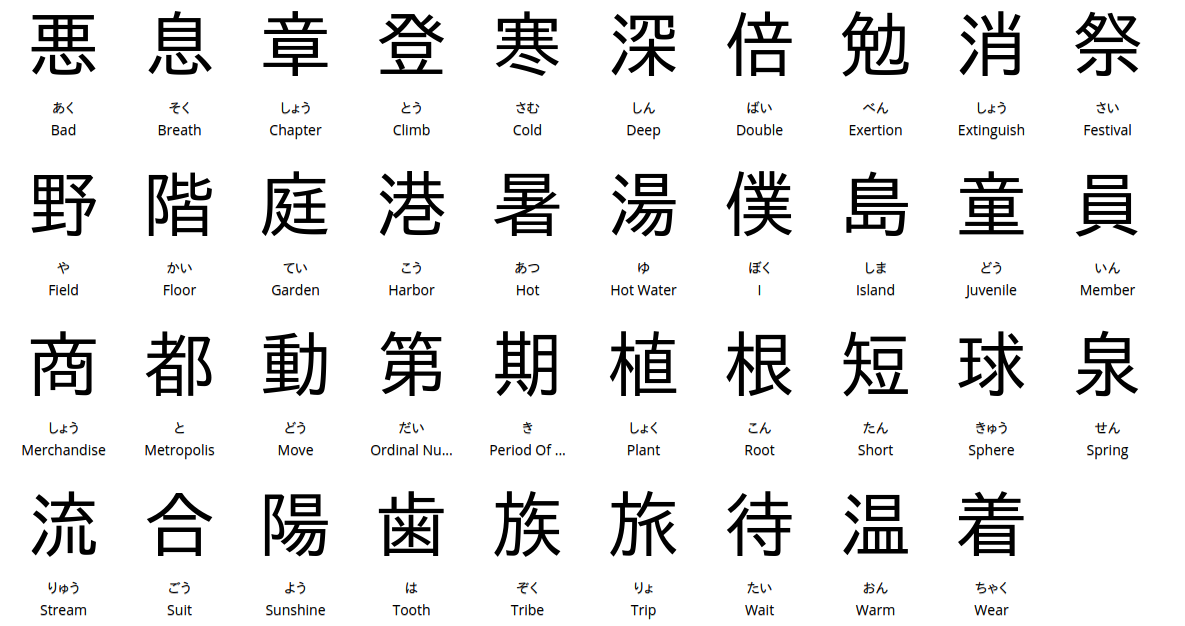 悪 息 章 登 寒 深 倍 勉 消 祭
あく そく しょう とう さむ しん ばい べん しょう さい
Bad Breath Chapter Climb Cold Deep Double Exertion Extinguish Festival
野 階 庭 港 暑 湯 僕 島 童 員
や かい てい こう あつ ゆ ぼく しま どう いん
Field Floor Garden Harbor Hot Hot Water I Island Juvenile Member
商 都 動 第 期 植 根 短 球 泉
しょう と どう だい き しょく こん たん きゅう せん
Merchandise Metropolis Move Ordinal Nu... Period Of ... Plant Root Short Sphere Spring
流 合 陽 歯 族 旅 待 温 着
りゅう ごう よう は ぞく りょ たい おん ちゃく
Stream Suit Sunshine Tooth Tribe Trip Wait Warm Wear